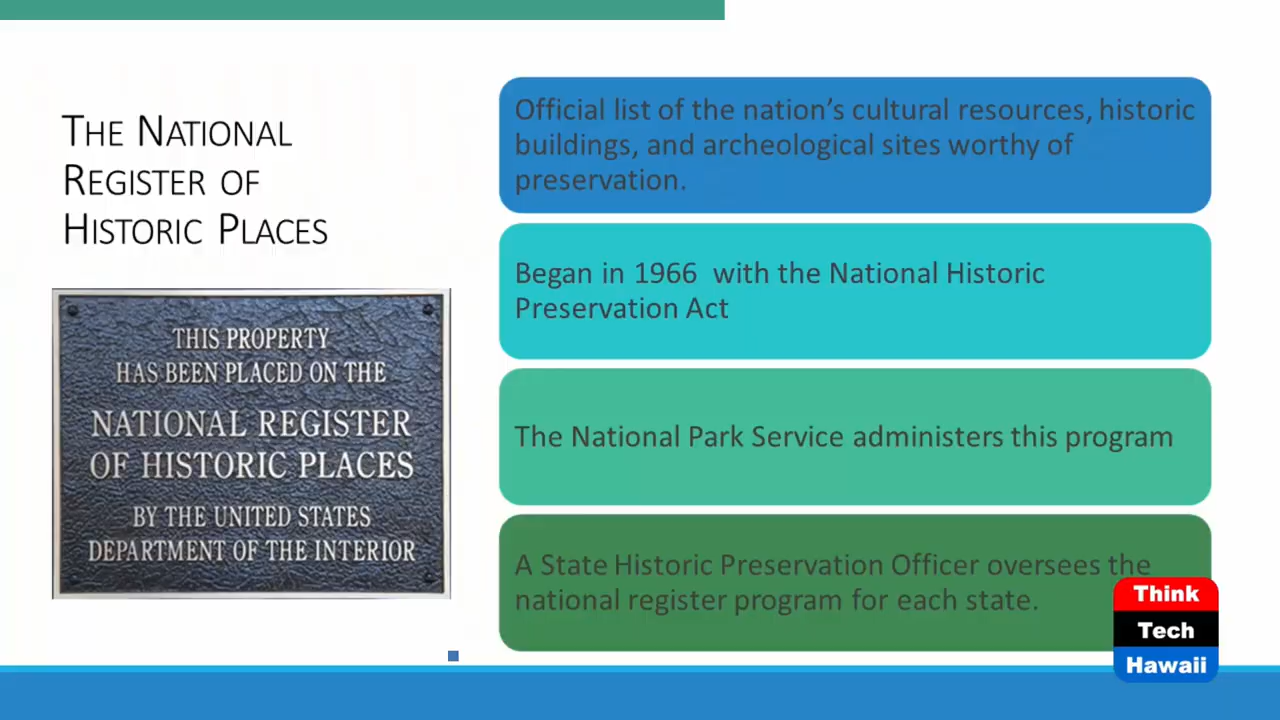 THE NATIONAL
REGISTER OF
HISTORIC PLACES
THIS PROPERTY
HAS BEEN PLACED ON THE
NATIONAL REGISTER
OF HISTORIC PLACES
BY THE UNITED STATES
DEPARTMENT OF THE INTERIOR
Official list of the nation’s cultural resources, historic
buildings, and archeological sites worthy of
preservation.
Began in 1966  with the National Historic
Preservation Act
The National Park Service administers this program
A State Historic Preservation Officer oversees the
national register program for each state.
Think
Tech
Hawaii